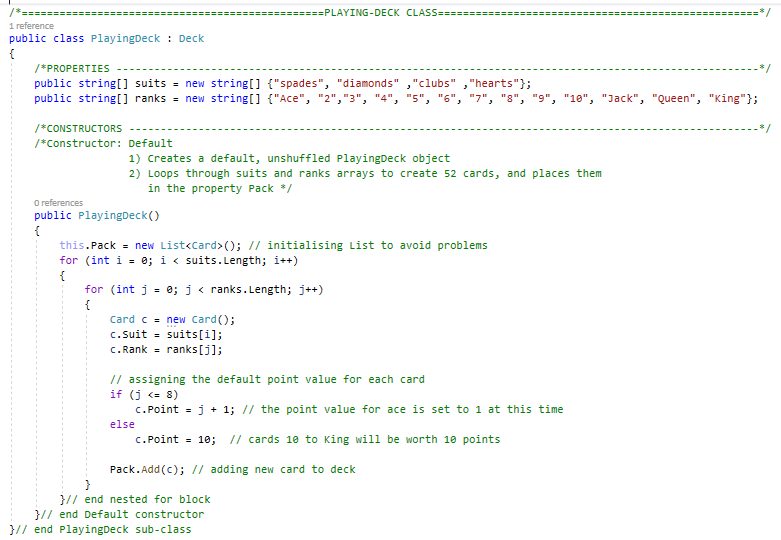 /*================================================PLAYING-DECK CLASS===================================================*/
1 reference
public class PlayingDeck : Deck
{
/*PROPERTIES ------------------------------------------------------------------------------------------------------*/
public string[] suits = new string[] {"spades", "diamonds" ,"clubs" ,"hearts"};
public string[] ranks = new string[] {"Ace", "2","3", "4", "5", "6", "7", "8", "9", "10", "Jack", "Queen", "King"};
/*CONSTRUCTORS ----------------------------------------------------------------------------------------------------*/
/*Constructor: Default
1) Creates a default, unshuffled PlayingDeck object
2) Loops through suits and ranks arrays to create 52 cards, and places them
in the property Pack */
0 references
public PlayingDeck()
{
this.Pack = new List<Card>(); // initialising List to avoid problems
for (int i = 0; i < suits.Length; i++)
{
for (int j = 0; j < ranks.Length; j++)
{
Card c = new Card();
c.Suit = suits[i];
c.Rank = ranks[j];
// assigning the default point value for each card
if (j <= 8)
c.Point = j + 1; // the point value for ace is set to 1 at this time
else
c.Point = 10;  // cards 10 to King will be worth 10 points
Pack.Add(c); // adding new card to deck
}
}// end nested for block
}// end Default constructor
}// end PlayingDeck sub-class